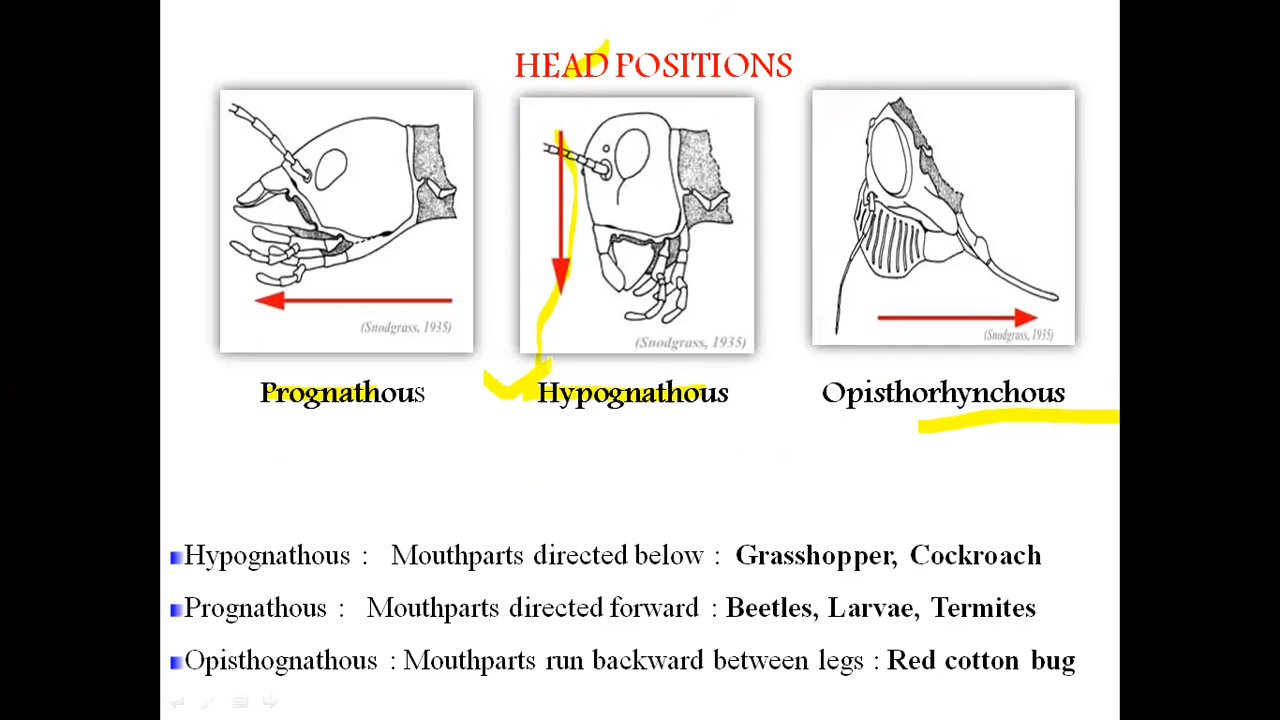 HEAD POSITIONS
(Snodgrass, 1935)
(Snodgrass, 1935)
(Snodgrass, 1935)
Prognathous
Hypognathous
Opisthorhynchous
Hypognathous : Mouthparts directed below : Grasshopper, Cockroach
Prognathous : Mouthparts directed forward : Beetles, Larvae, Termites
Opisthognathous : Mouthparts run backward between legs : Red cotton bug